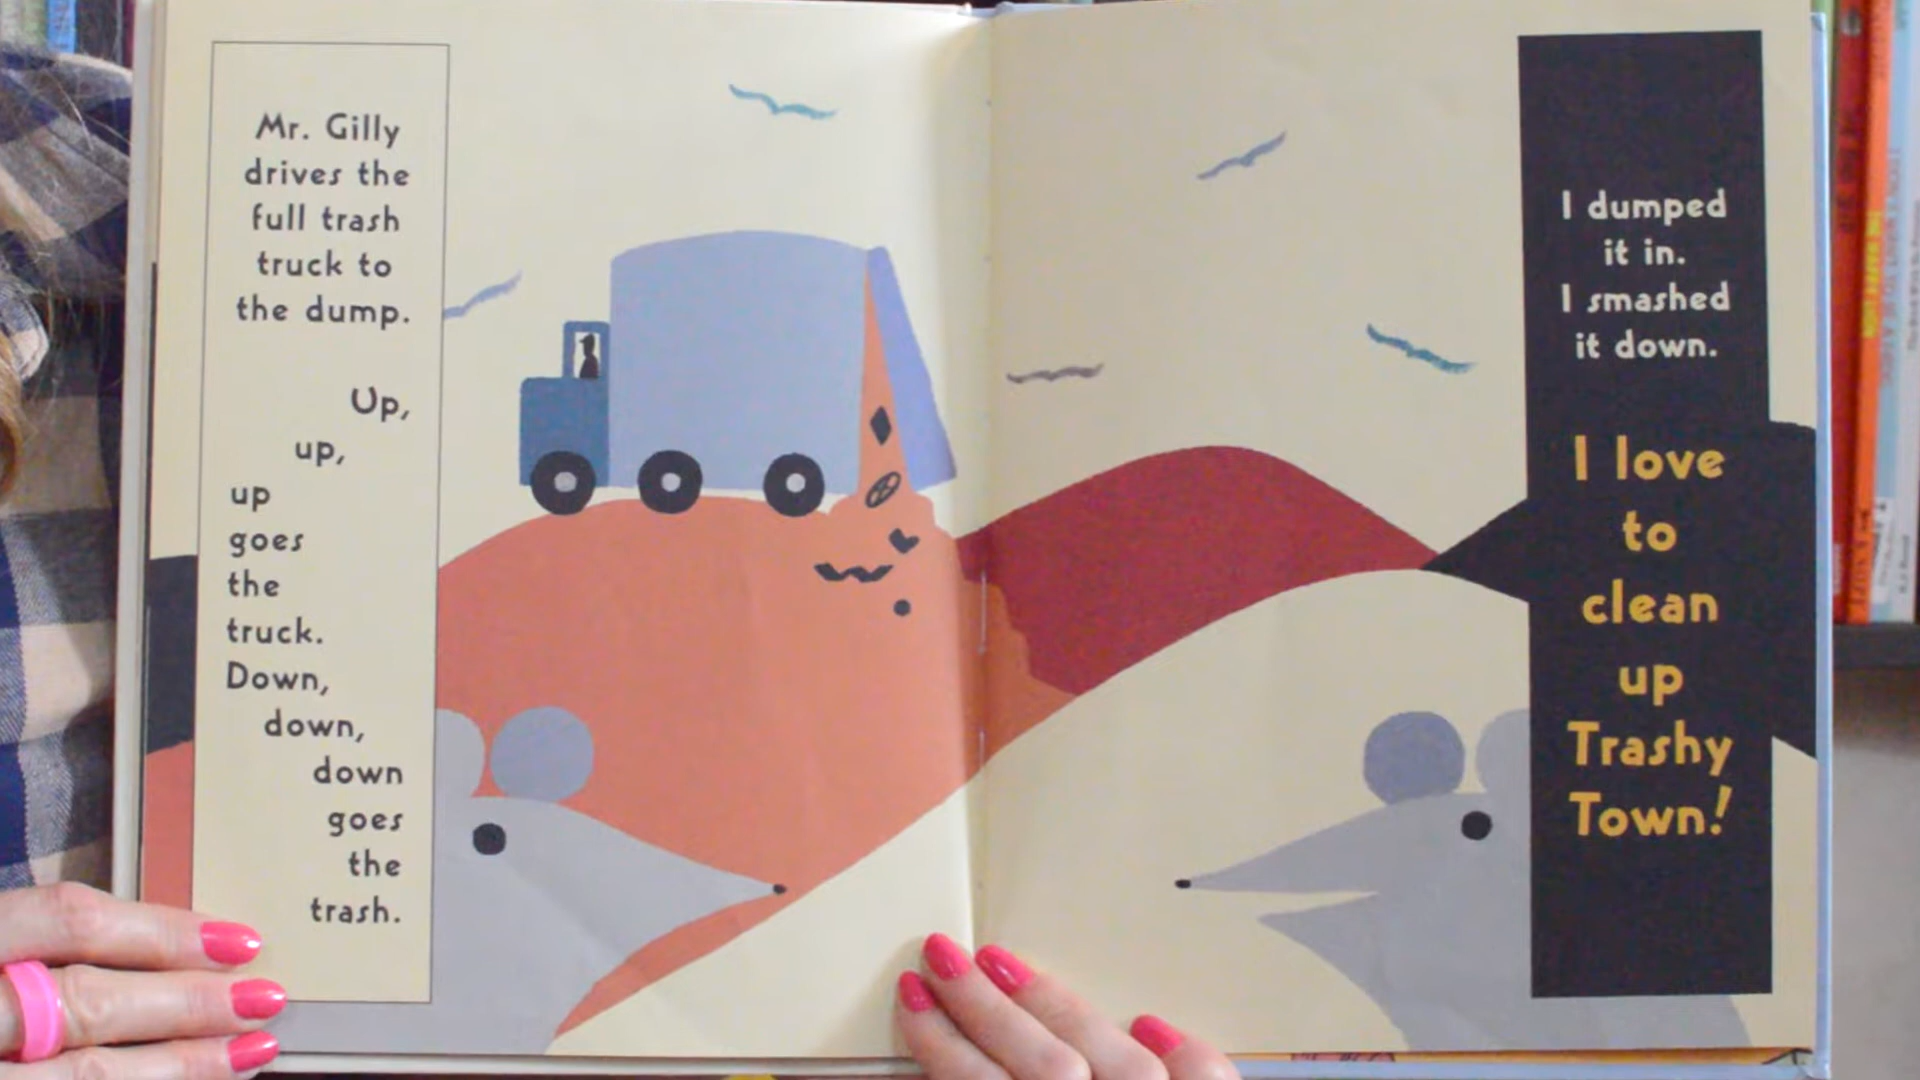 Mr. Gilly
drives the
full trash
truck to
the dump.
Up,
up,
up
goes
the
truck.
Down,
down,
down
goes
the
trash.
I dumped
it in.
I smashed
it down.
I love
to
clean
up
Trashy
Town!